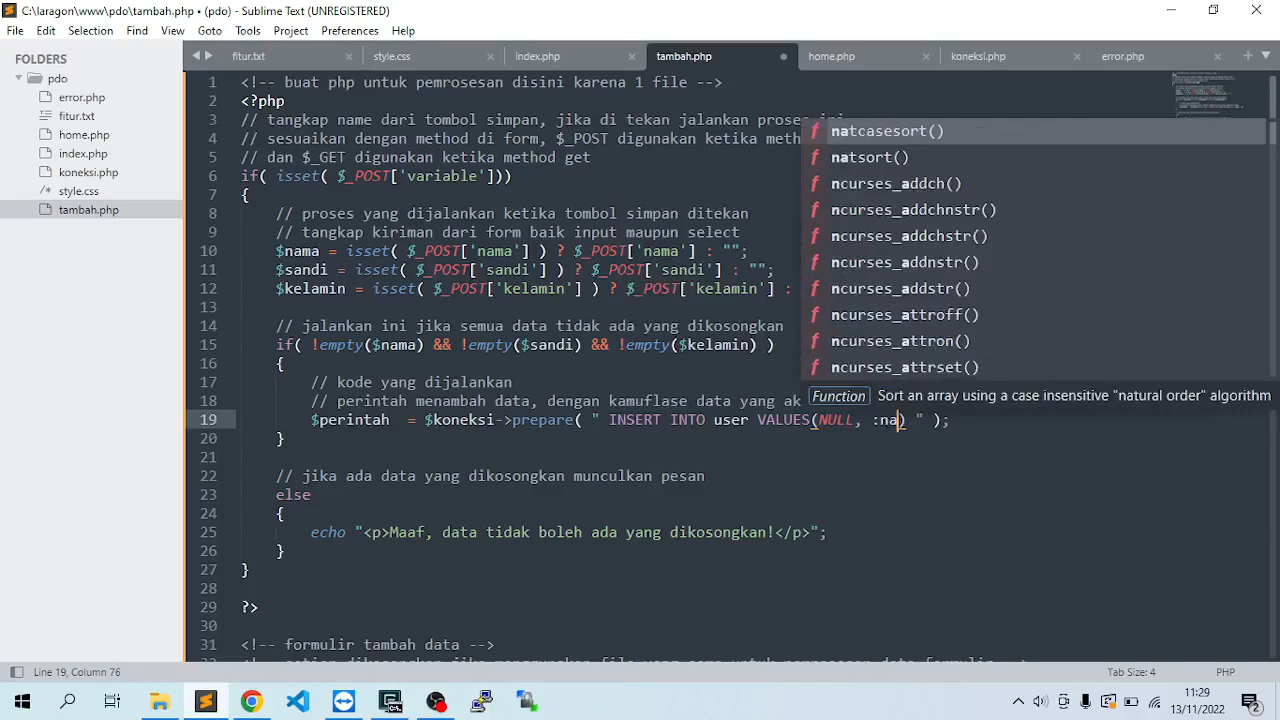 C:\laragon\www\pdo\tambah.php • (pdo) - Sublime Text (UNREGISTERED)
File Edit Selection Find View Goto Tools Project Preferences Help
FOLDERS
pdo
error.php
fitur.txt
home.php
index.php
koneksi.php
/* style.css
tambah.php
fitur.txt style.css index.php tambah.php home.php koneksi.php error.php
1 <!-- buat php untuk pemrosesan disini karena 1 file -->
2 <?php
3 // tangkap name dari tombol simpan, jika di tekan jalankan proses ini
4 // sesuaikan dengan method di form, $_POST digunakan ketika meth
5 // dan $_GET digunakan ketika method get
6 if( isset( $_POST['variable']))
7 {
8 // proses yang dijalankan ketika tombol simpan ditekan
9 // tangkap kiriman dari form baik input maupun select
10 $nama = isset( $_POST['nama'] ) ? $_POST['nama'] : "";
11 $sandi = isset( $_POST['sandi'] ) ? $_POST['sandi'] : "";
12 $kelamin = isset( $_POST['kelamin'] ) ? $_POST['kelamin'] :
13
14 // jalankan ini jika semua data tidak ada yang dikosongkan
15 if( !empty($nama) && !empty($sandi) && !empty($kelamin) )
16 {
17 // kode yang dijalankan
18 // perintah menambah data, dengan kamuflase data yang ak
19 $perintah = $koneksi->prepare( " INSERT INTO user VALUES(NULL, :na) " );
20 }
21
22 // jika ada data yang dikosongkan munculkan pesan
23 else
24 {
25 echo "<p>Maaf, data tidak boleh ada yang dikosongkan!</p>";
26 }
27 }
28
29 ?>
30
31 <!-- formulir tambah data -->
f natcasesort()
f natsort()
f ncurses_addch()
f ncurses_addchnstr()
f ncurses_addchstr()
f ncurses_addnstr()
f ncurses_addstr()
f ncurses_attroff()
f ncurses_attron()
f ncurses_attrset()
Function Sort an array using a case insensitive "natural order" algorithm
Line 19, Column 76
Tab Size: 4 PHP
11:29
13/11/2022
2